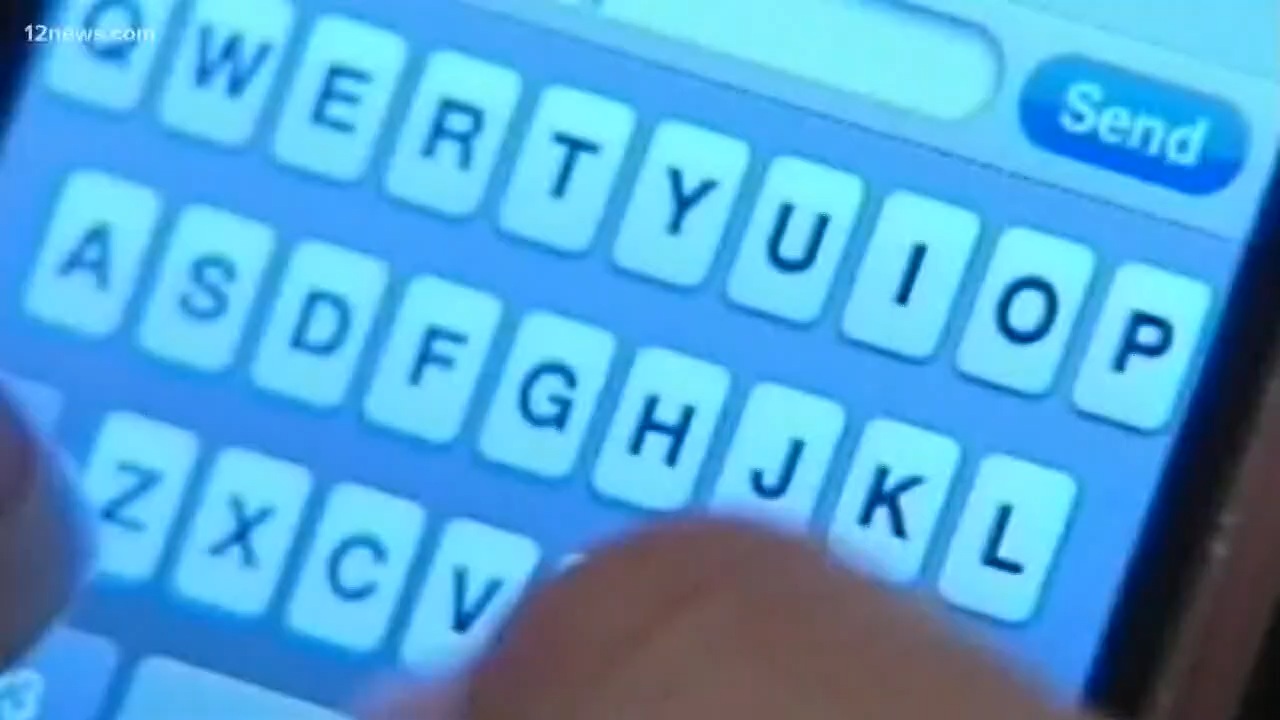 12news.com
Send
Q W E R T Y U I O P
A S D F G H J K L
Z X C V